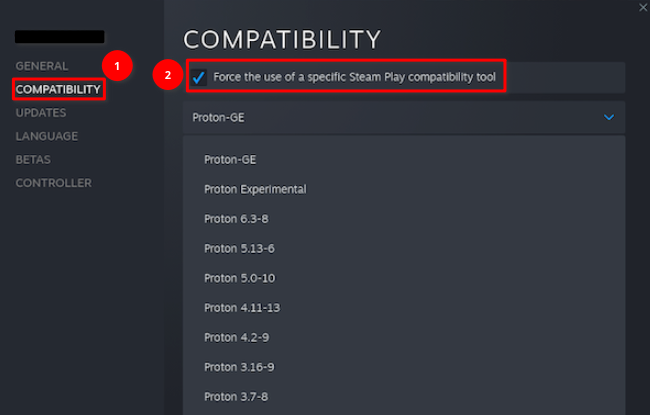 COMPATIBILITY
GENERAL
1
COMPATIBILITY
2
Force the use of a specific Steam Play compatibility tool
UPDATES
LANGUAGE
BETAS
CONTROLLER
Proton-GE
Proton-GE
Proton Experimental
Proton 6.3-8
Proton 5.13-6
Proton 5.0-10
Proton 4.11-13
Proton 4.2-9
Proton 3.16-9
Proton 3.7-8